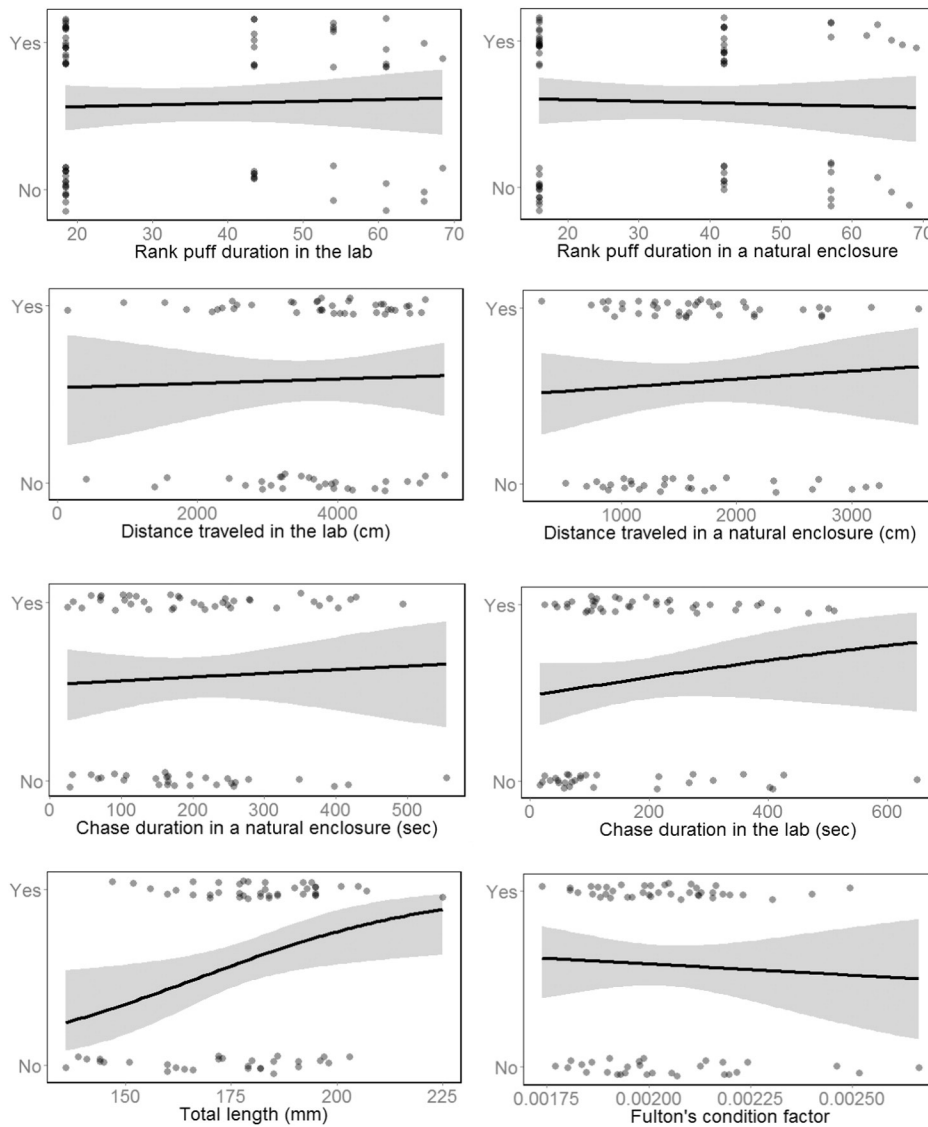 Yes
No
20 30 40 50 60 70
Rank puff duration in the lab
Yes
No
20 30 40 50 60 70
Rank puff duration in a natural enclosure
Yes
No
0 2000 4000
Distance traveled in the lab (cm)
Yes
No
1000 2000 3000
Distance traveled in a natural enclosure (cm)
Yes
No
0 100 200 300 400 500
Chase duration in a natural enclosure (sec)
Yes
No
0 200 400 600
Chase duration in the lab (sec)
Yes
No
150 175 200 225
Total length (mm)
Yes
No
0.00175 0.00200 0.00225 0.00250
Fulton's condition factor